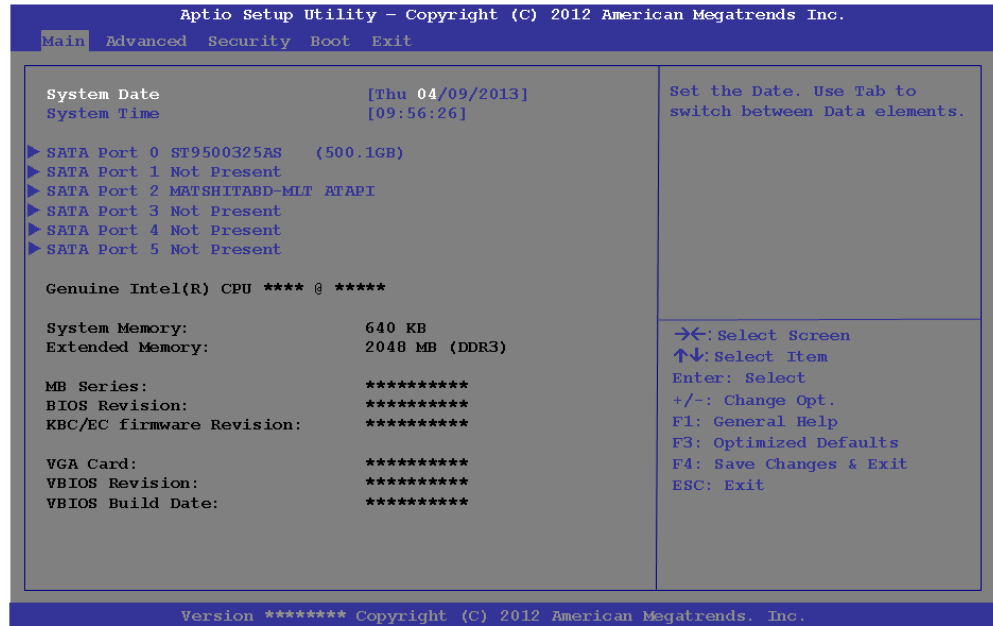 Aptio Setup Utility – Copyright (C) 2012 American Megatrends Inc.
Main Advanced Security Boot Exit
System Date [Thu 04/09/2013]
System Time [09:56:26]
SATA Port 0 ST9500325AS (500.1GB)
SATA Port 1 Not Present
SATA Port 2 MATSHITABD-MLT ATAPI
SATA Port 3 Not Present
SATA Port 4 Not Present
SATA Port 5 Not Present
Genuine Intel(R) CPU **** @ *****
System Memory: 640 KB
Extended Memory: 2048 MB (DDR3)
MB Series: **********
BIOS Revision: **********
KBC/EC firmware Revision: **********
VGA Card: **********
VBIOS Revision: **********
VBIOS Build Date: **********
Set the Date. Use Tab to
switch between Data elements.
→←: Select Screen
↑↓: Select Item
Enter: Select
+/-: Change Opt.
F1: General Help
F3: Optimized Defaults
F4: Save Changes & Exit
ESC: Exit
Version ******** Copyright (C) 2012 American Megatrends. Inc.